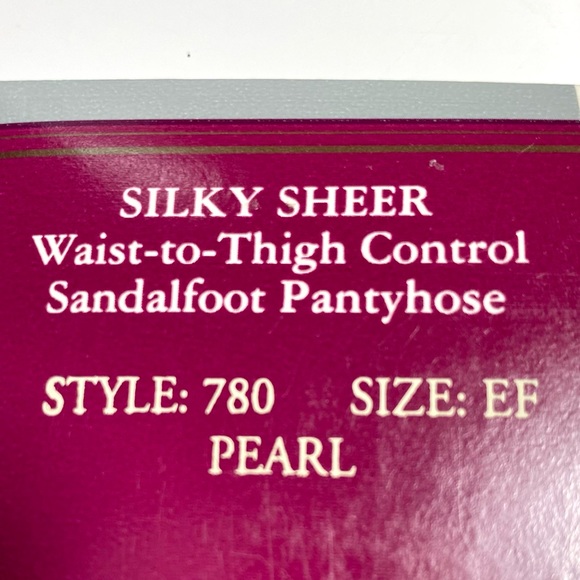 SILKY SHEER
Waist-to-Thigh Control
Sandalfoot Pantyhose
STYLE: 780 SIZE: EF
PEARL